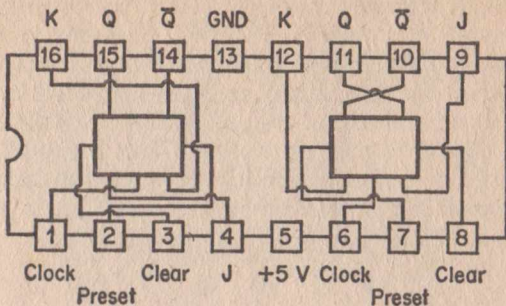 K Q Q̅ GND K Q Q̅ J
16 15 14 13 12 11 10 9
1 2 3 4 5 6 7 8
Clock Clear J +5 V Clock Clear
Preset Preset